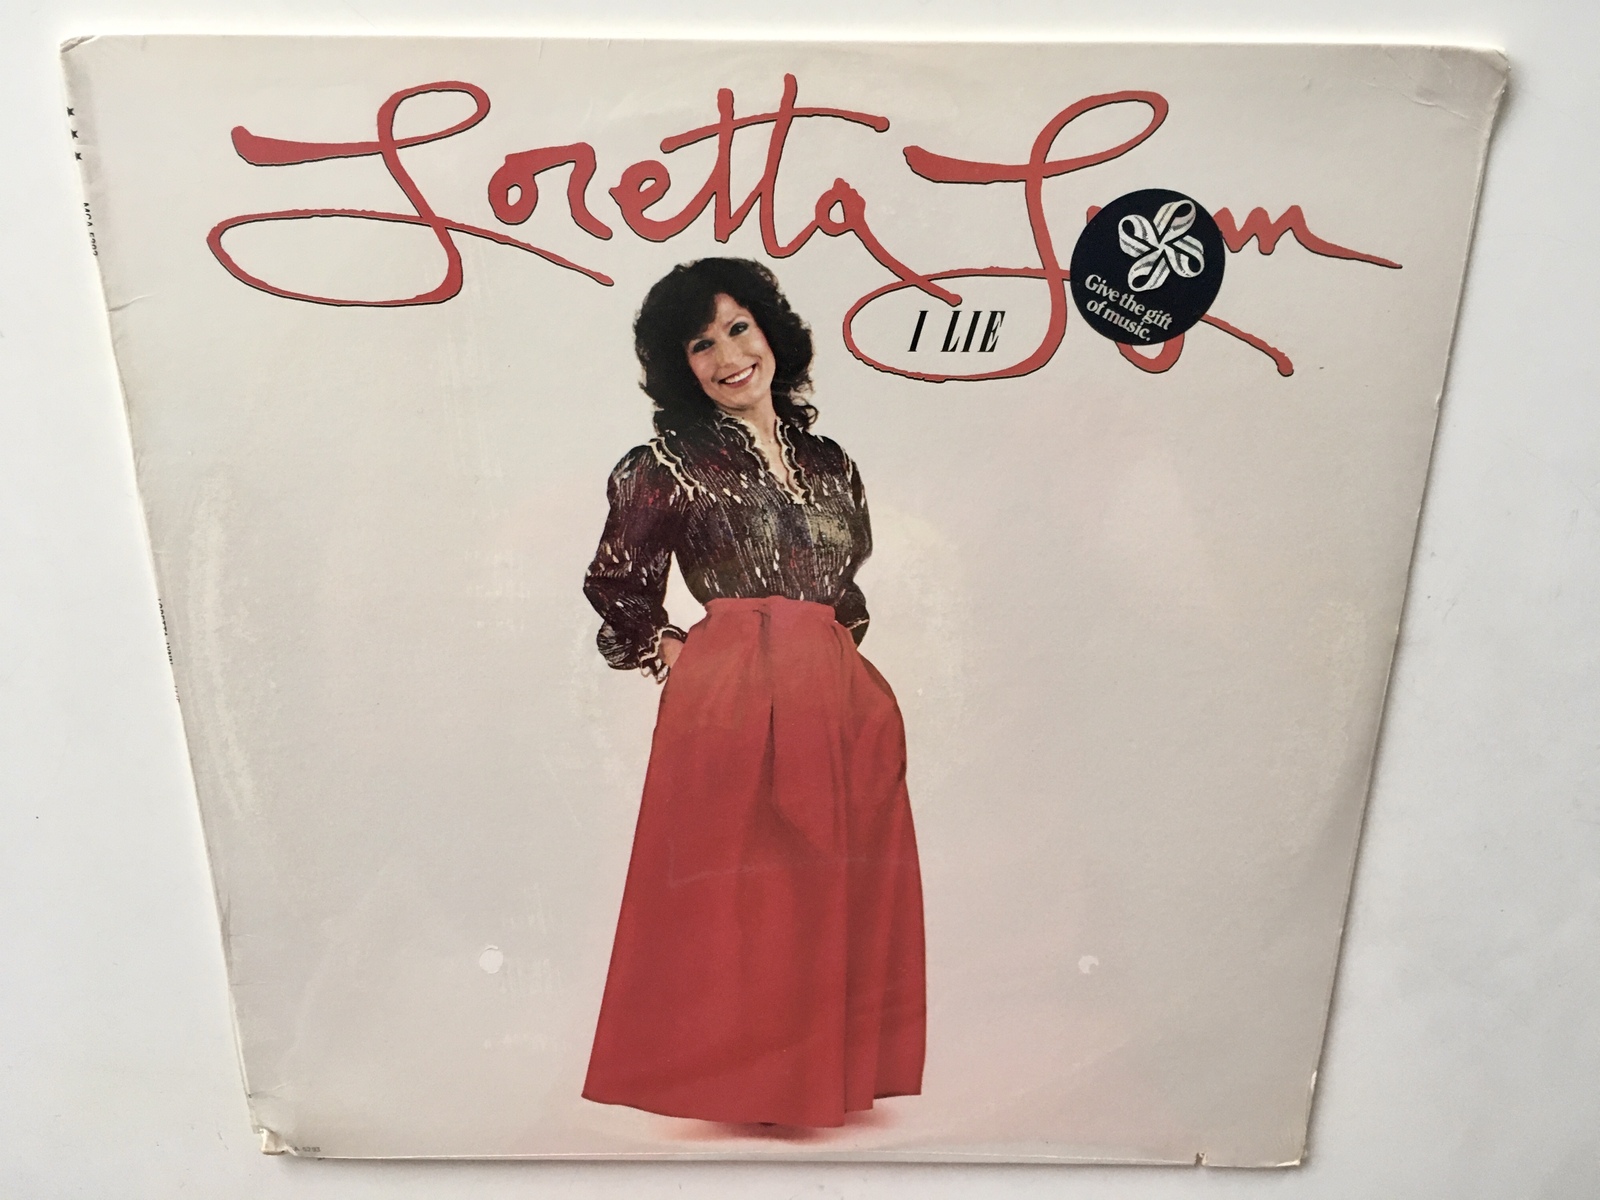 Loretta Lynn
I LIE
Give the gift
of music.